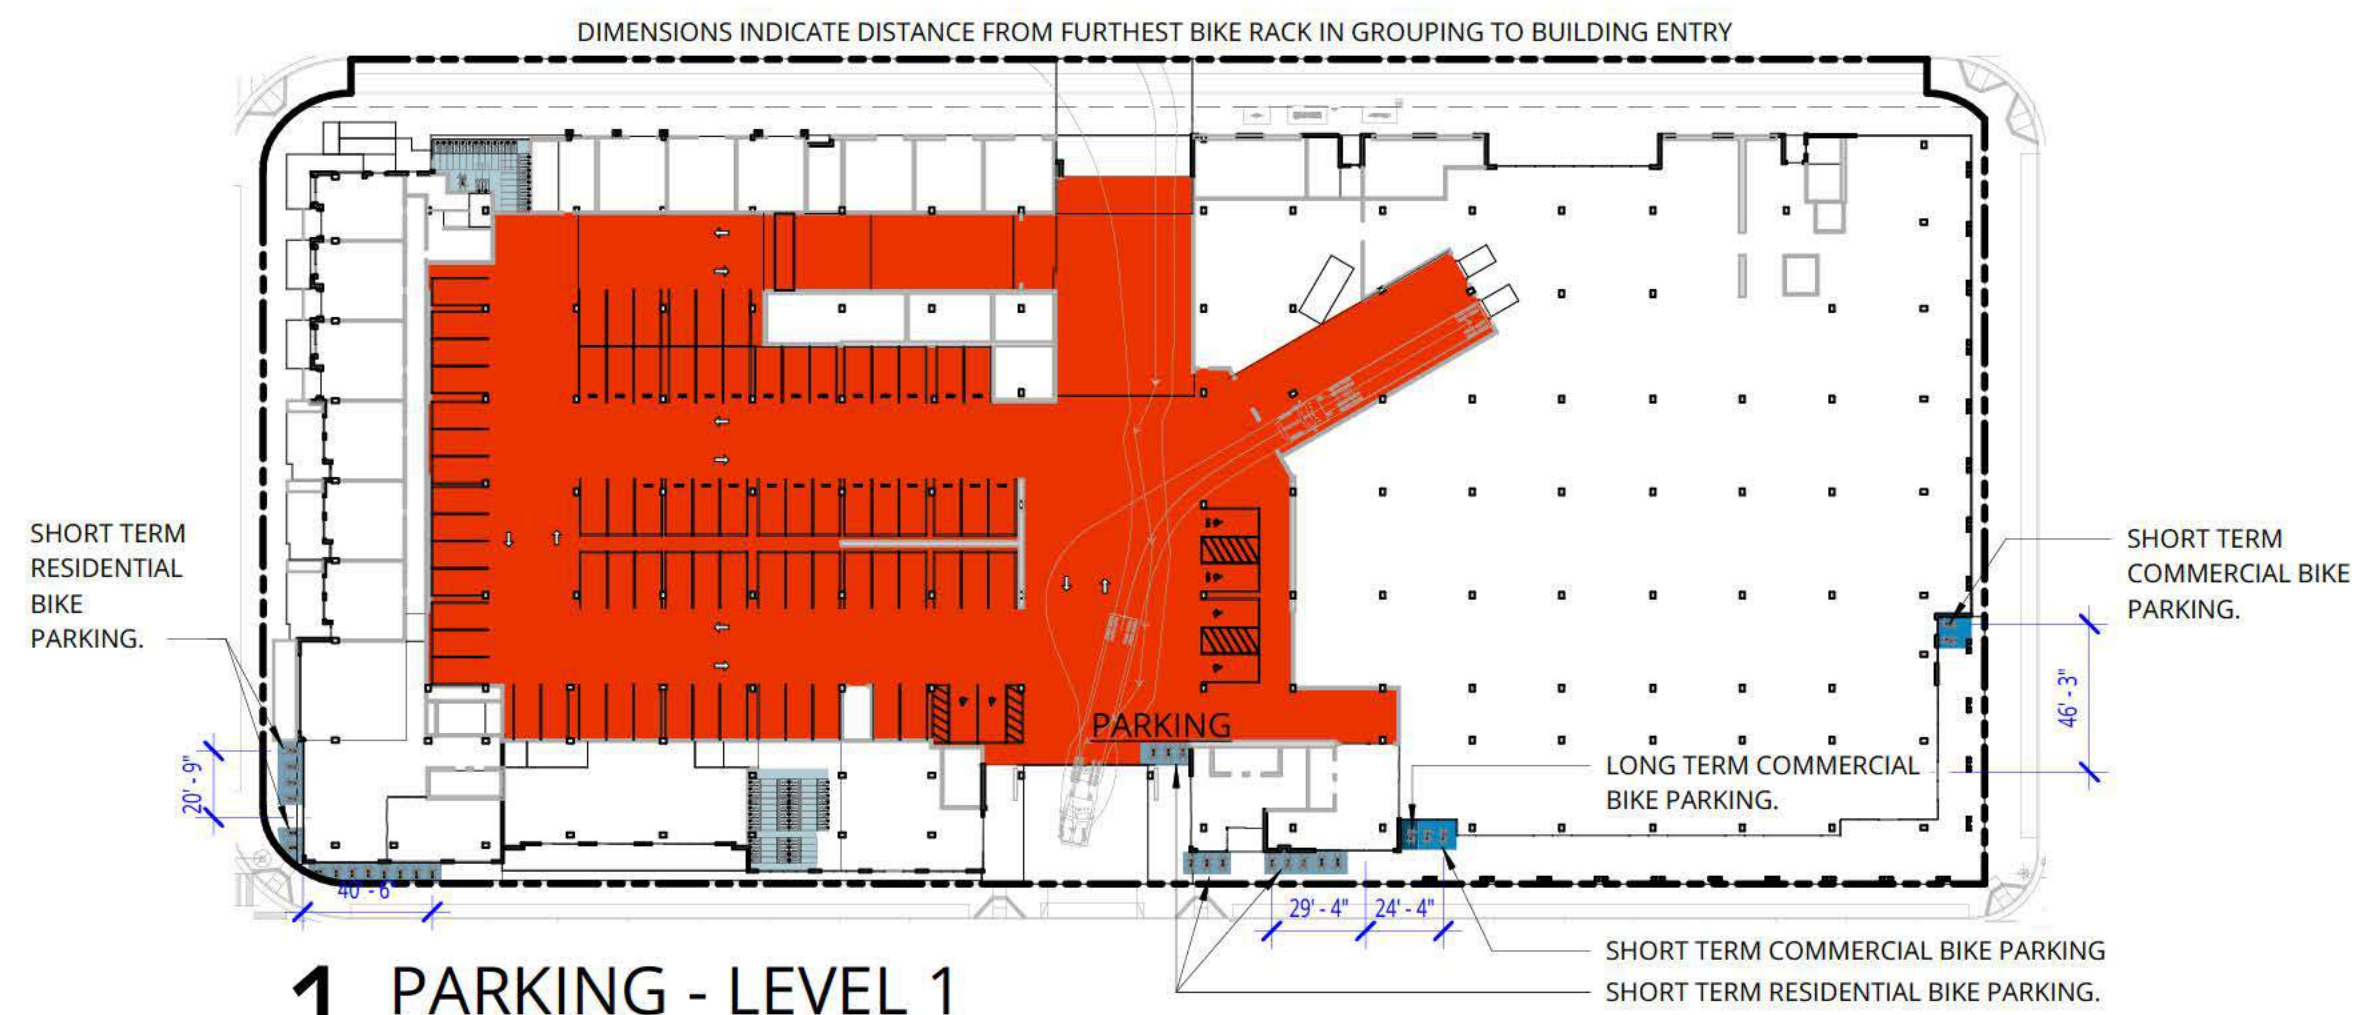 DIMENSIONS INDICATE DISTANCE FROM FURTHEST BIKE RACK IN GROUPING TO BUILDING ENTRY
SHORT TERM
RESIDENTIAL
BIKE
PARKING.
SHORT TERM
COMMERCIAL BIKE
PARKING.
46' - 3"
PARKING
20' - 9"
LONG TERM COMMERCIAL
BIKE PARKING.
40' - 6"
29' - 4"
24' - 4"
SHORT TERM COMMERCIAL BIKE PARKING
SHORT TERM RESIDENTIAL BIKE PARKING.
1 PARKING - LEVEL 1